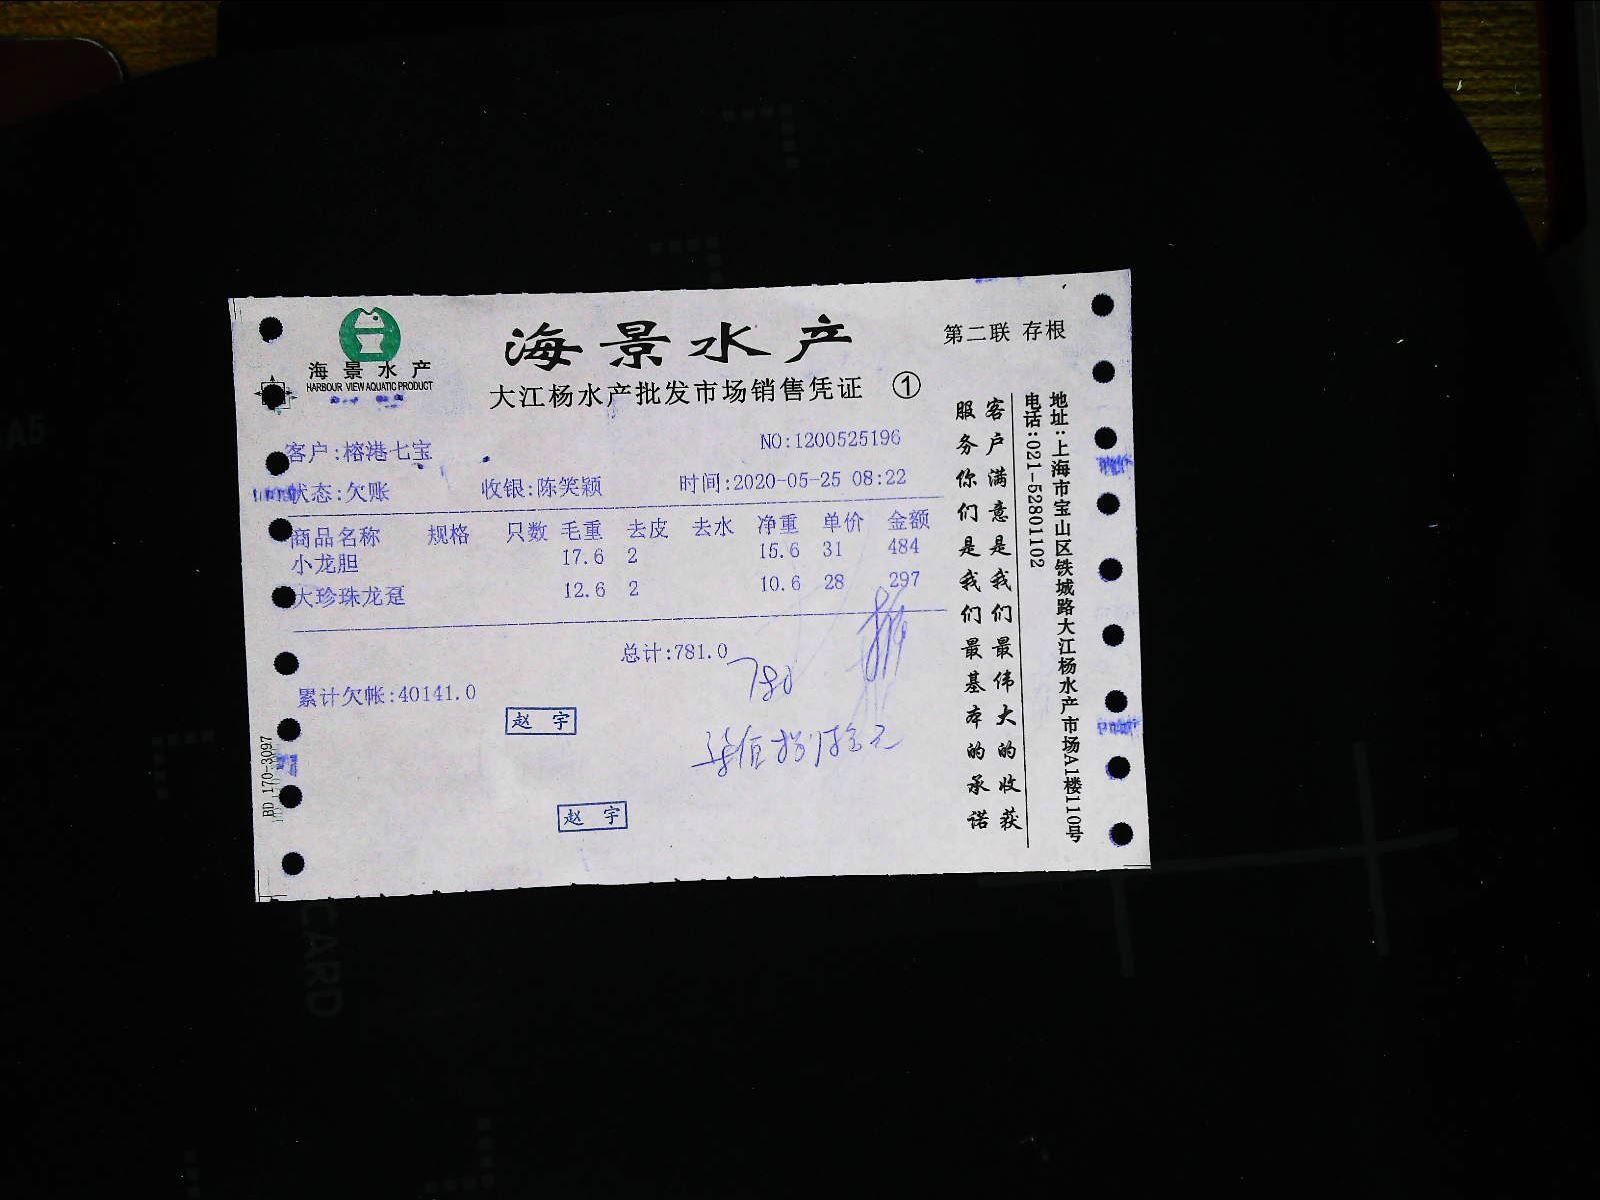 海景水产
HARBOUR VIEW AQUATIC PRODUCT
海景水产
第二联 存根
大江杨水产批发市场销售凭证 ①
客户:榕港七宝
NO:1200525196
状态:欠账 收银:陈笑颖 时间:2020-05-25 08:22
商品名称 规格 只数 毛重 去皮 去水 净重 单价 金额
小龙胆 17.6 2 15.6 31 484
大珍珠龙趸 12.6 2 10.6 28 297
总计:781.0
780
累计欠帐:40141.0
赵宇
赵宇
BD 170-3097
客户满意是我们最伟大的收获
服务你们是我们最基本的承诺
地址:上海市宝山区铁城路大江杨水产市场A1楼110号
电话:021-52801102
A5
CARD